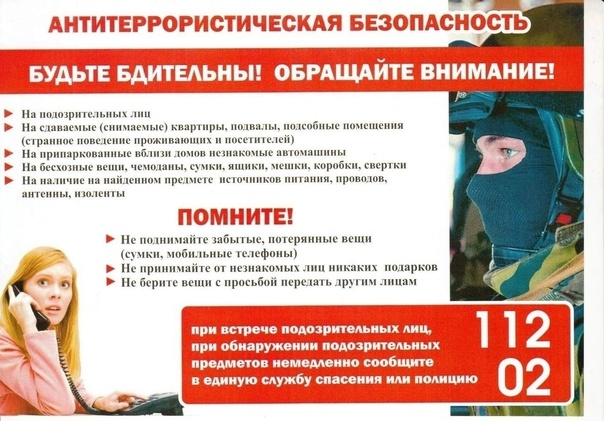 АНТИТЕРРОРИСТИЧЕСКАЯ БЕЗОПАСНОСТЬ
БУДЬТЕ БДИТЕЛЬНЫ! ОБРАЩАЙТЕ ВНИМАНИЕ!
На подозрительных лиц
На сдаваемые (снимаемые) квартиры, подвалы, подсобные помещения
(странное поведение проживающих и посетителей)
На припаркованные вблизи домов незнакомые автомашины
На бесхозные вещи, чемоданы, сумки, ящики, мешки, коробки, свертки
На наличие на найденном предмете источников питания, проводов,
антенны, изоленты
ПОМНИТЕ!
Не поднимайте забытые, потерянные вещи
(сумки, мобильные телефоны)
Не принимайте от незнакомых лиц никаких подарков
Не берите вещи с просьбой передать другим лицам
при встрече подозрительных лиц,
при обнаружении подозрительных
предметов немедленно сообщите
в единую службу спасения или полицию
112
02